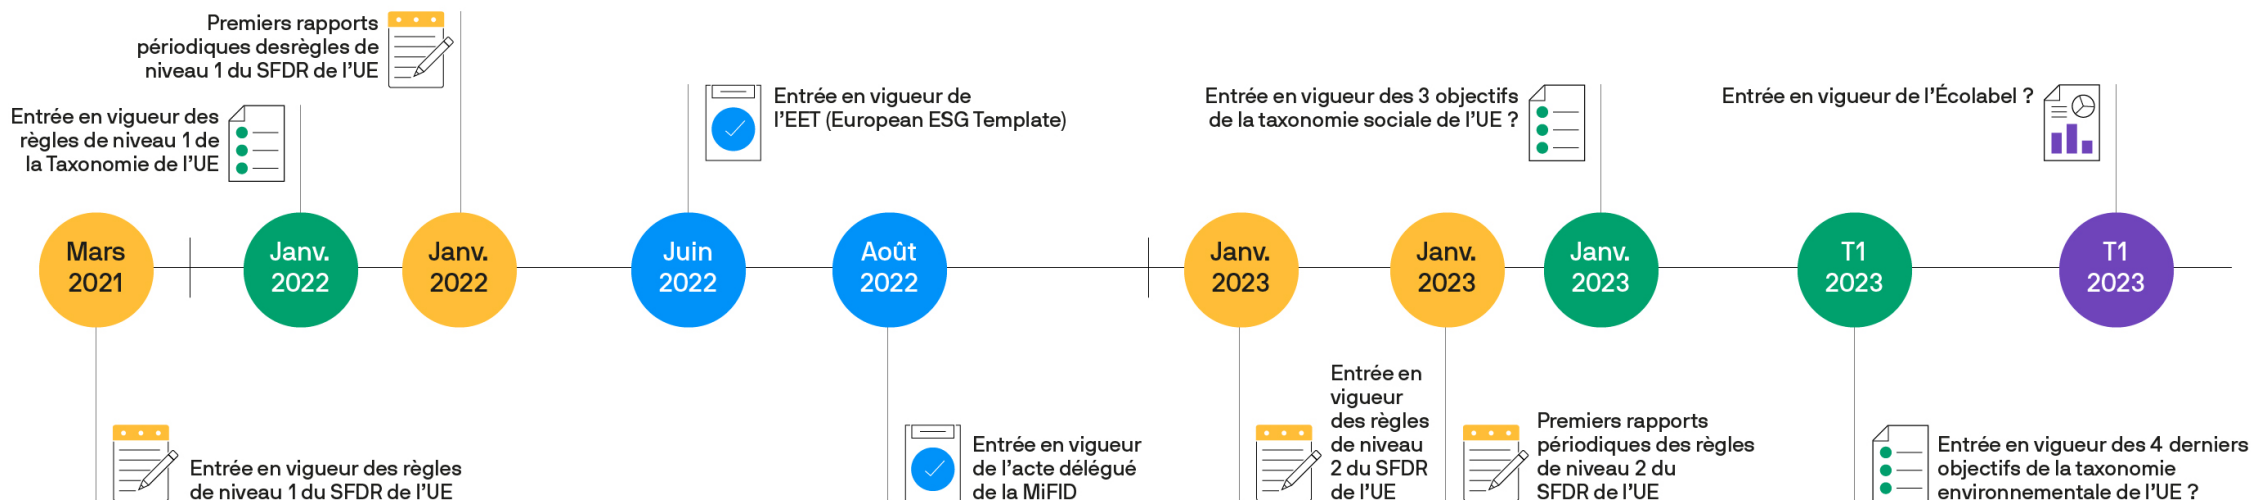 Premiers rapports
périodiques desrègles de
niveau 1 du SFDR de l’UE
Entrée en vigueur des
règles de niveau 1 de
la Taxonomie de l’UE
Entrée en vigueur de
l’EET (European ESG Template)
Entrée en vigueur des 3 objectifs
de la taxonomie sociale de l’UE ?
Entrée en vigueur de l’Écolabel ?
Mars
2021
Janv.
2022
Janv.
2022
Juin
2022
Août
2022
Janv.
2023
Janv.
2023
Janv.
2023
T1
2023
T1
2023
Entrée en vigueur des règles
de niveau 1 du SFDR de l’UE
Entrée en vigueur
de l’acte délégué
de la MiFID
Entrée en
vigueur
des règles
de niveau
2 du SFDR
de l’UE
Premiers rapports
périodiques des règles
de niveau 2 du
SFDR de l’UE
Entrée en vigueur des 4 derniers
objectifs de la taxonomie
environnementale de l’UE ?